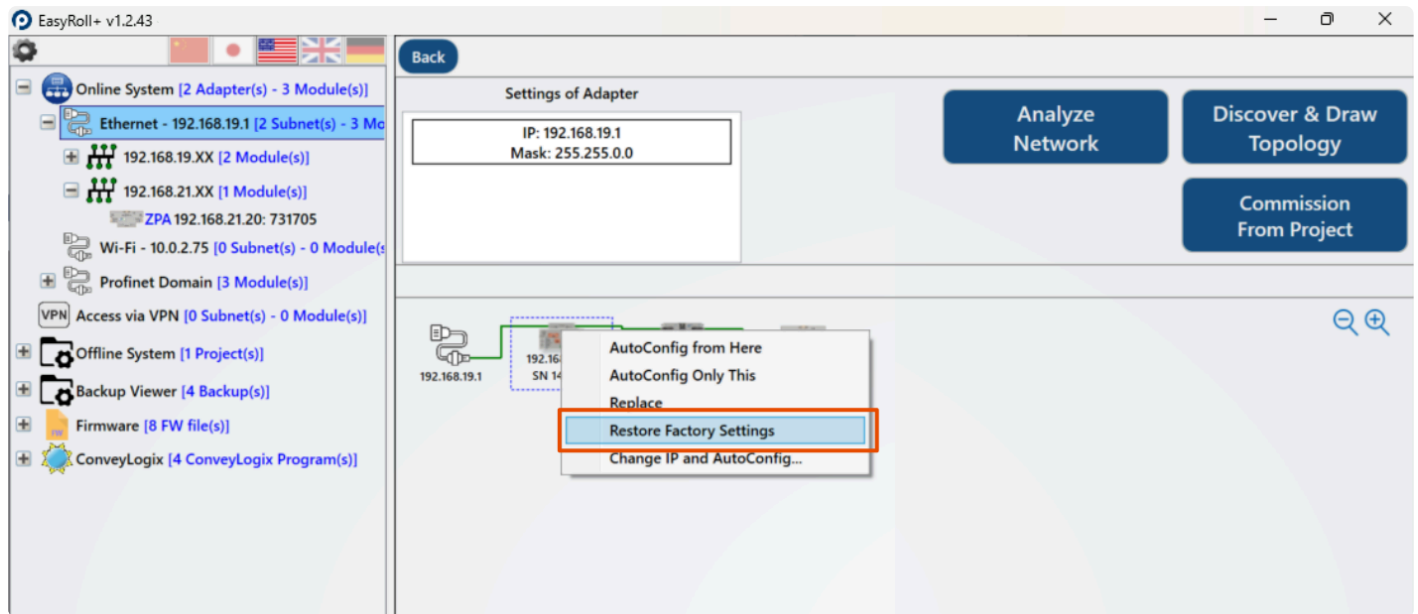 EasyRoll+ v1.2.43
Back
Online System [2 Adapter(s) - 3 Module(s)]
Ethernet - 192.168.19.1 [2 Subnet(s) - 3 Mo
192.168.19.XX [2 Module(s)]
192.168.21.XX [1 Module(s)]
ZPA 192.168.21.20: 731705
Wi-Fi - 10.0.2.75 [0 Subnet(s) - 0 Module(s
Profinet Domain [3 Module(s)]
VPN Access via VPN [0 Subnet(s) - 0 Module(s)]
Offline System [1 Project(s)]
Backup Viewer [4 Backup(s)]
FW Firmware [8 FW file(s)]
ConveyLogix [4 ConveyLogix Program(s)]
Settings of Adapter
IP: 192.168.19.1
Mask: 255.255.0.0
Analyze
Network
Discover & Draw
Topology
Commission
From Project
192.168.19.1
192.16
SN 14
AutoConfig from Here
AutoConfig Only This
Replace
Restore Factory Settings
Change IP and AutoConfig...